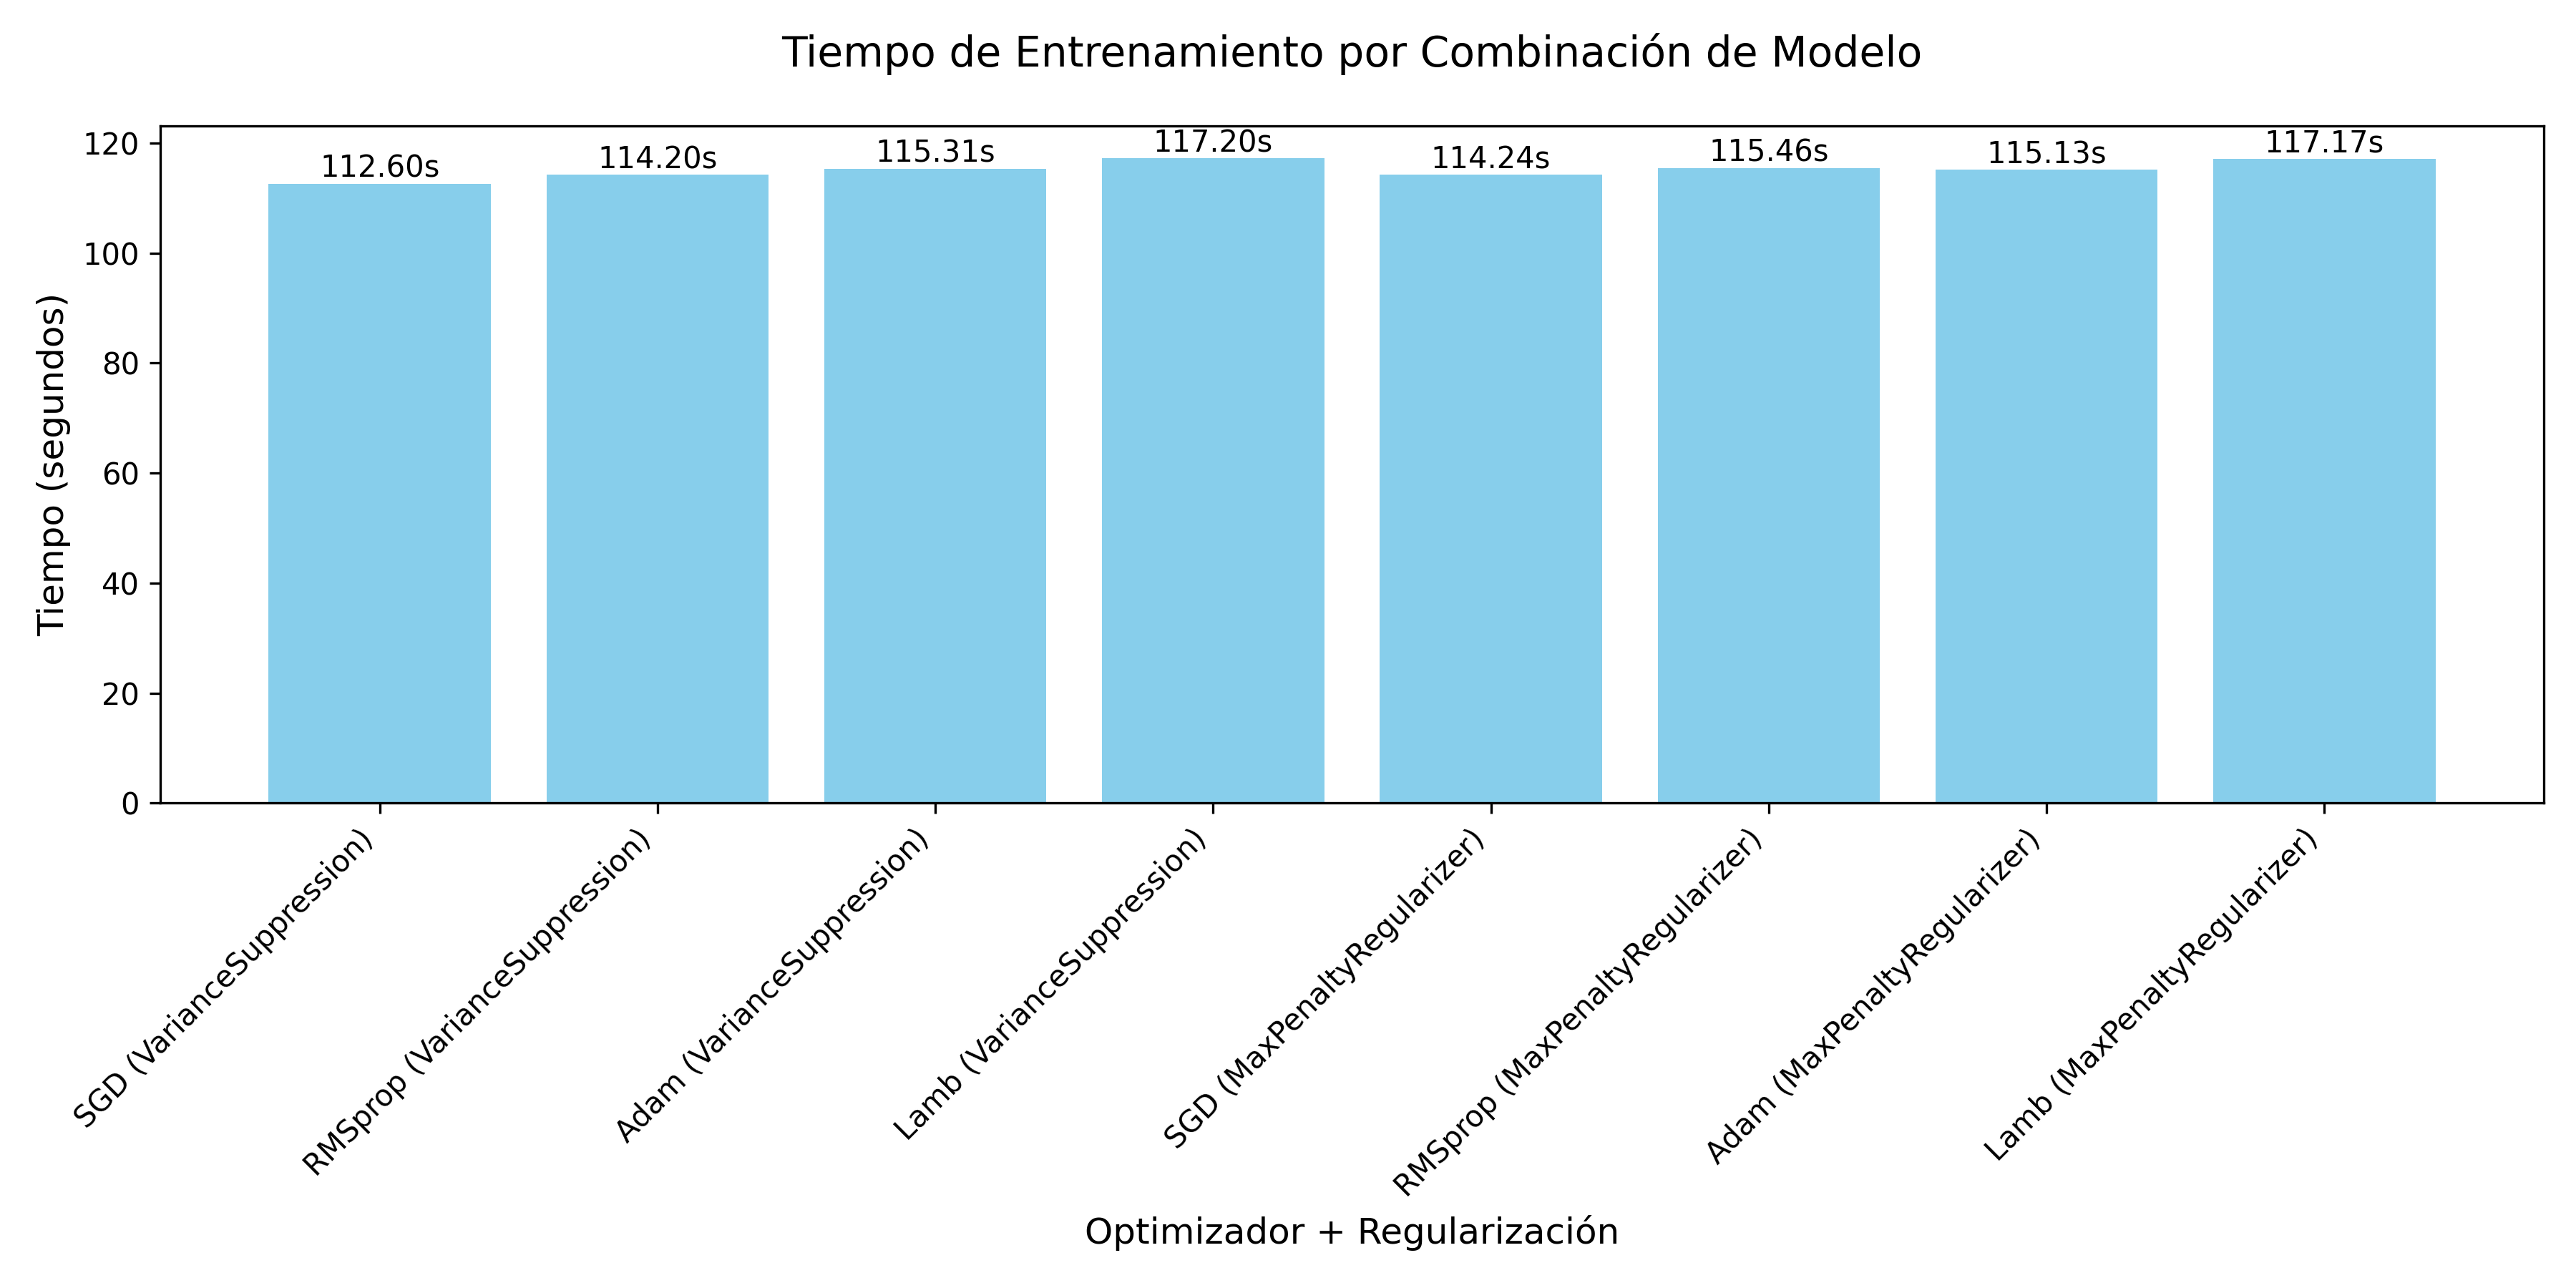 Tiempo de Entrenamiento por Combinación de Modelo
Tiempo (segundos)
120
100
80
60
40
20
0
112.60s
114.20s
115.31s
117.20s
114.24s
115.46s
115.13s
117.17s
SGD (VarianceSuppression)
RMSprop (VarianceSuppression)
Adam (VarianceSuppression)
Lamb (VarianceSuppression)
SGD (MaxPenaltyRegularizer)
RMSprop (MaxPenaltyRegularizer)
Adam (MaxPenaltyRegularizer)
Lamb (MaxPenaltyRegularizer)
Optimizador + Regularización